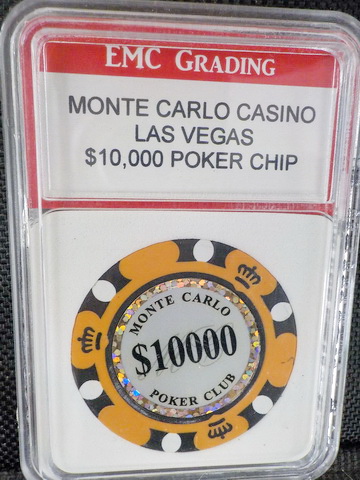 EMC GRADING
MONTE CARLO CASINO
LAS VEGAS
$10,000 POKER CHIP
MONTE CARLO
$10000
POKER CLUB